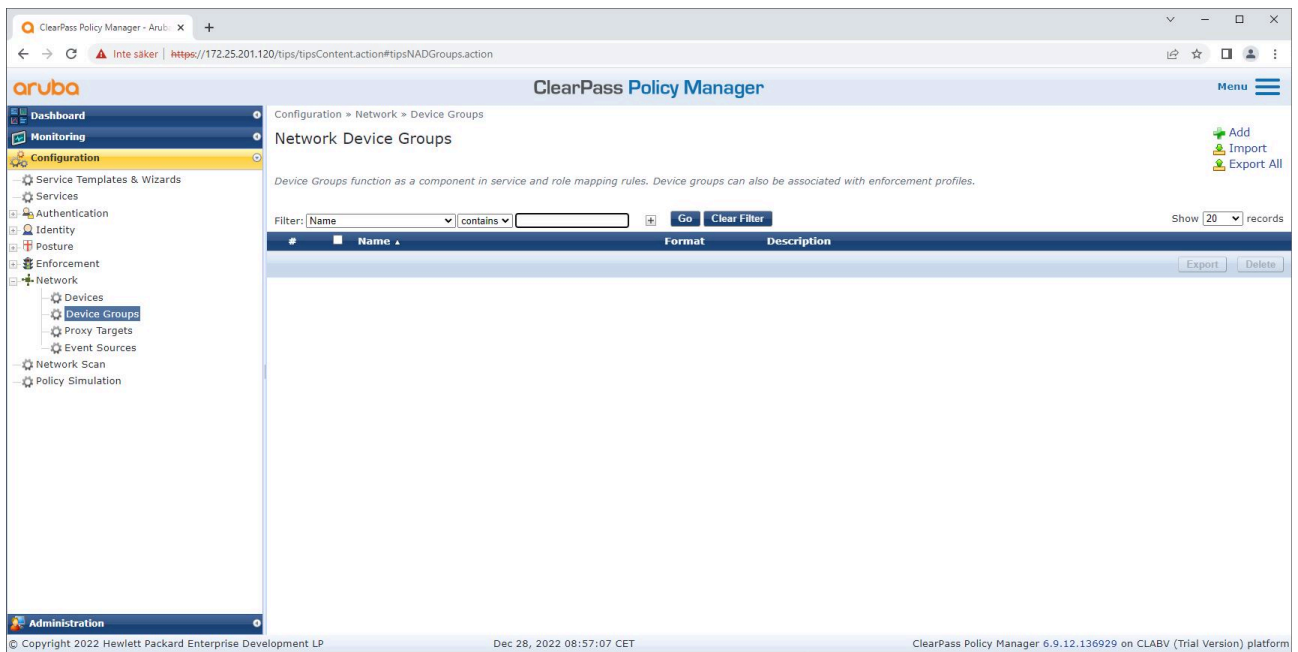 ClearPass Policy Manager - Arub
Inte säker | https://172.25.201.120/tips/tipsContent.action#tipsNADGroups.action
aruba
ClearPass Policy Manager
Menu
Dashboard
Monitoring
Configuration
Service Templates & Wizards
Services
Authentication
Identity
Posture
Enforcement
Network
Devices
Device Groups
Proxy Targets
Event Sources
Network Scan
Policy Simulation
Administration
Configuration » Network » Device Groups
Network Device Groups
Add
Import
Export All
Device Groups function as a component in service and role mapping rules. Device groups can also be associated with enforcement profiles.
Filter: Name contains + Go Clear Filter Show 20 records
# Name Format Description
Export Delete
© Copyright 2022 Hewlett Packard Enterprise Development LP Dec 28, 2022 08:57:07 CET ClearPass Policy Manager 6.9.12.136929 on CLABV (Trial Version) platform